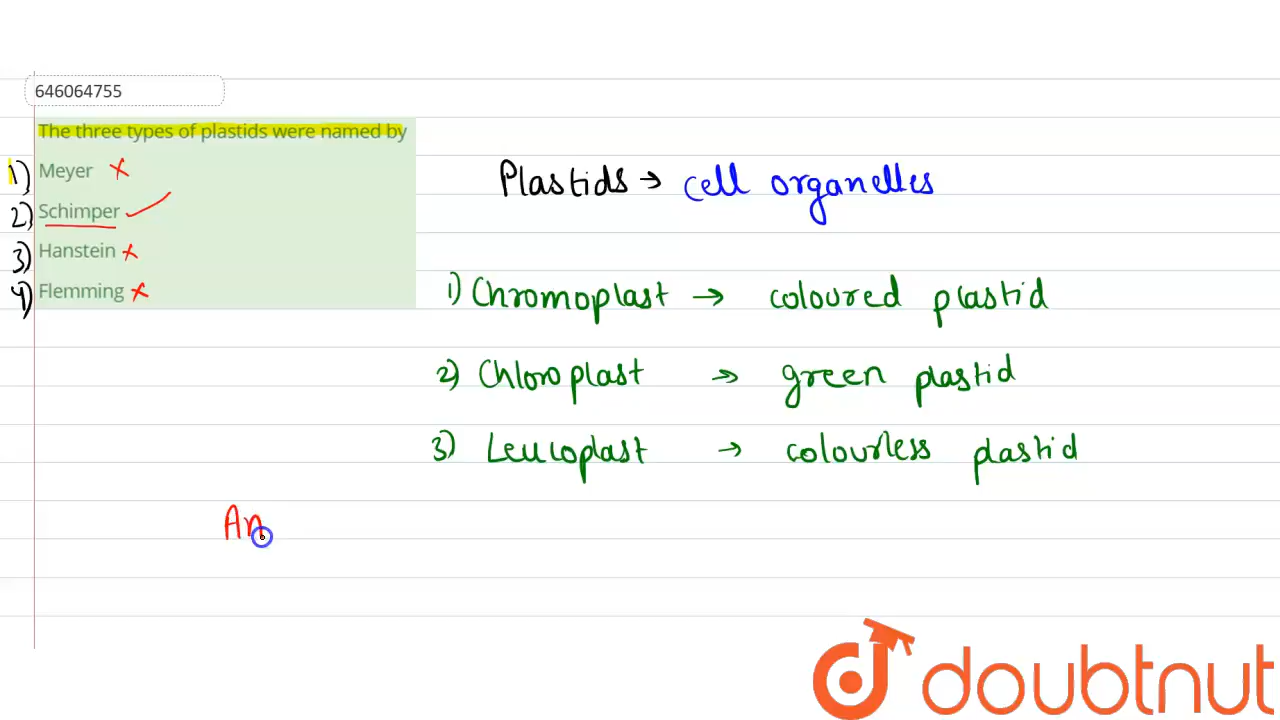 646064755
The three types of plastids were named by
1) Meyer ×
2) Schimper ✓
3) Hanstein ×
4) Flemming ×
Plastids → cell organelles
1) Chromoplast → coloured plastid
2) Chloroplast → green plastid
3) Leucoplast → colourless plastid
An
doubtnut